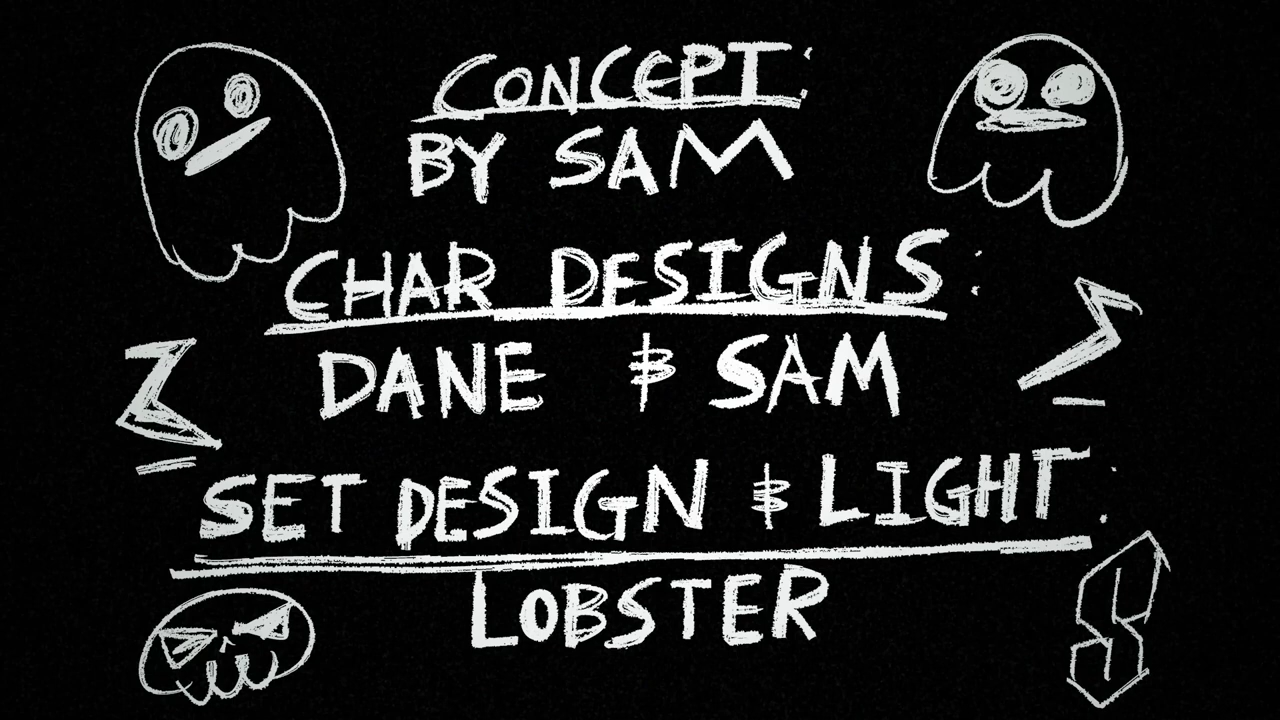 CONCEPT:
BY SAM
CHAR DESIGNS:
DANE & SAM
SET DESIGN & LIGHT:
LOBSTER